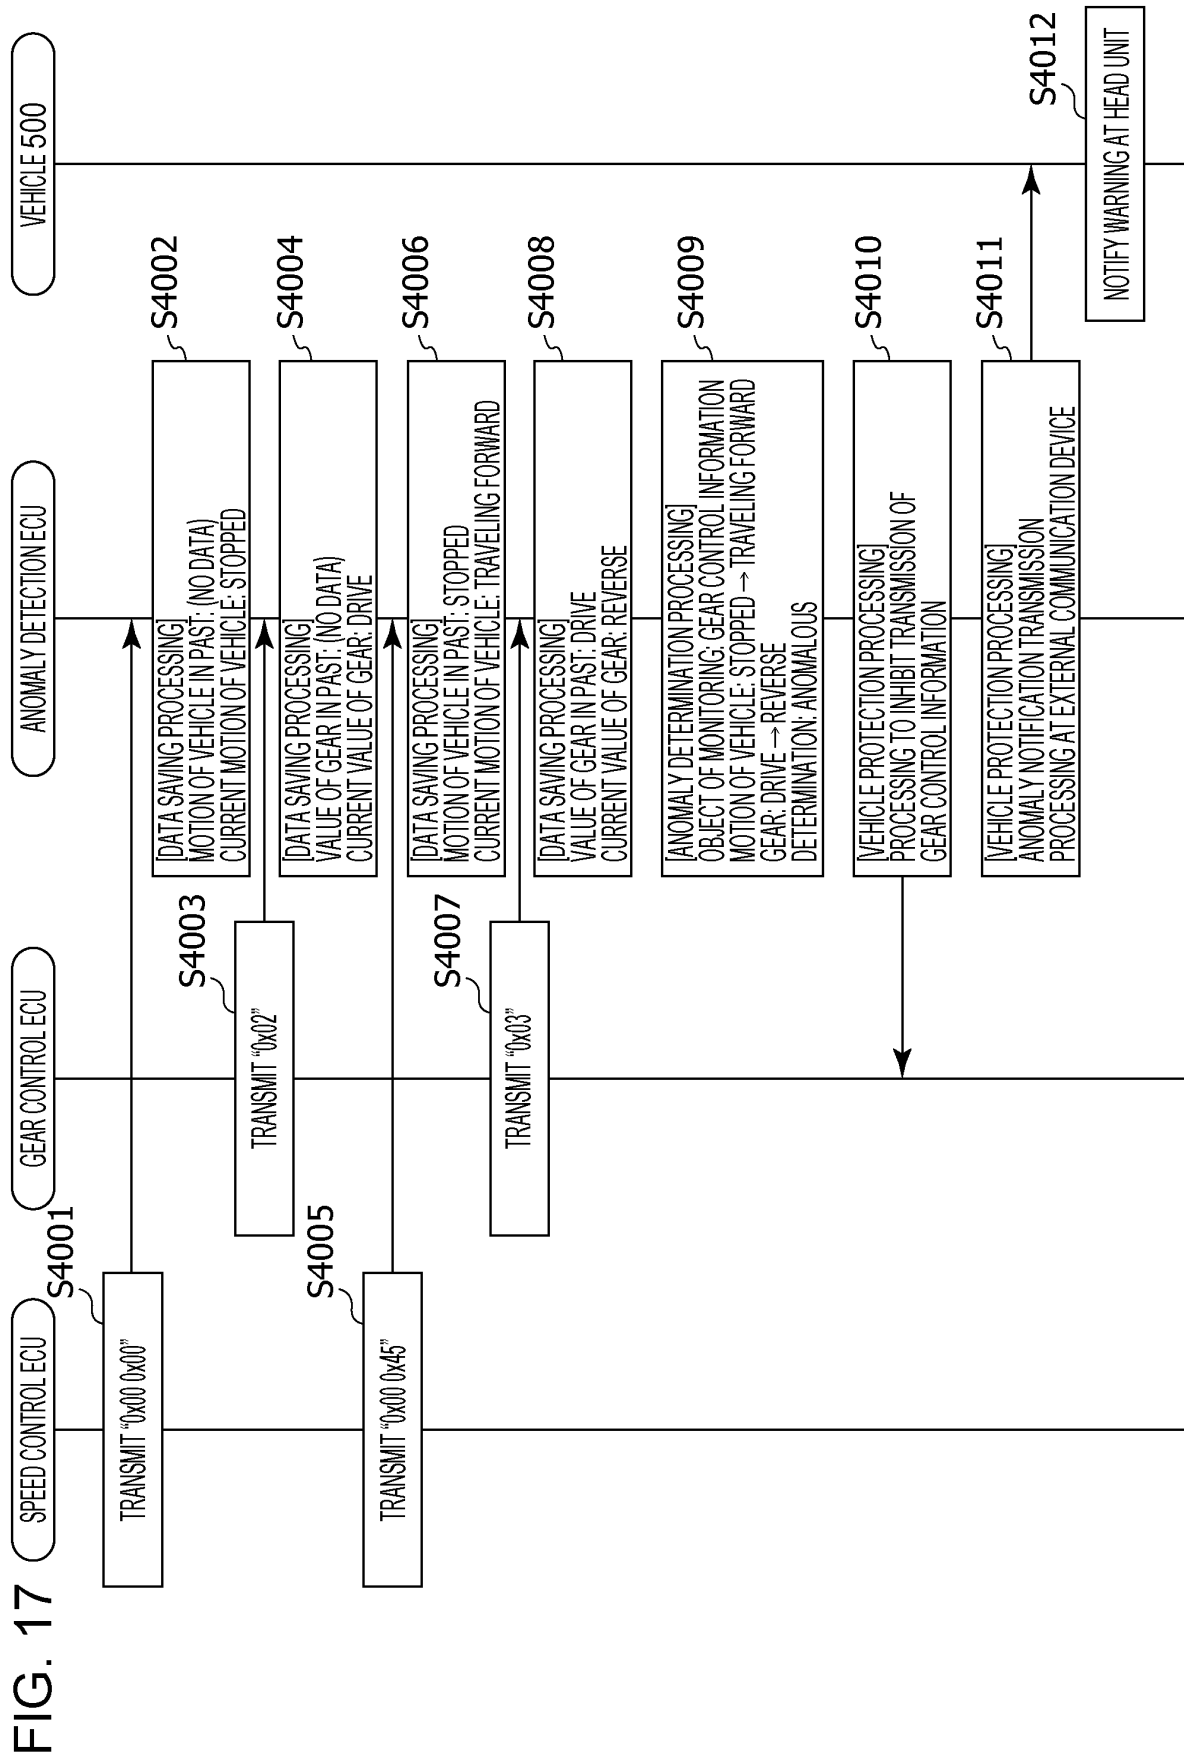 FIG. 17
SPEED CONTROL ECU
GEAR CONTROL ECU
ANOMALY DETECTION ECU
VEHICLE 500
S4001
TRANSMIT “0x00 0x00”
S4002
[DATA SAVING PROCESSING]
MOTION OF VEHICLE IN PAST: (NO DATA)
CURRENT MOTION OF VEHICLE: STOPPED
S4003
TRANSMIT “0x02”
S4004
[DATA SAVING PROCESSING]
VALUE OF GEAR IN PAST: (NO DATA)
CURRENT VALUE OF GEAR: DRIVE
S4005
TRANSMIT “0x00 0x45”
S4006
[DATA SAVING PROCESSING]
MOTION OF VEHICLE IN PAST: STOPPED
CURRENT MOTION OF VEHICLE: TRAVELING FORWARD
S4007
TRANSMIT “0x03”
S4008
[DATA SAVING PROCESSING]
VALUE OF GEAR IN PAST: DRIVE
CURRENT VALUE OF GEAR: REVERSE
S4009
[ANOMALY DETERMINATION PROCESSING]
OBJECT OF MONITORING: GEAR CONTROL INFORMATION
MOTION OF VEHICLE: STOPPED → TRAVELING FORWARD
GEAR: DRIVE → REVERSE
DETERMINATION: ANOMALOUS
S4010
[VEHICLE PROTECTION PROCESSING]
PROCESSING TO INHIBIT TRANSMISSION OF
GEAR CONTROL INFORMATION
S4011
[VEHICLE PROTECTION PROCESSING]
ANOMALY NOTIFICATION TRANSMISSION
PROCESSING AT EXTERNAL COMMUNICATION DEVICE
S4012
NOTIFY WARNING AT HEAD UNIT